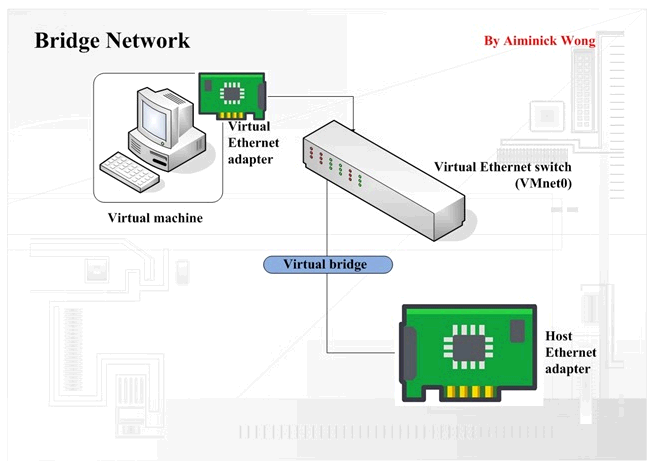 Bridge Network
By Aiminick Wong
Virtual
Ethernet
adapter
Virtual machine
Virtual Ethernet switch
(VMnet0)
Virtual bridge
Host
Ethernet
adapter